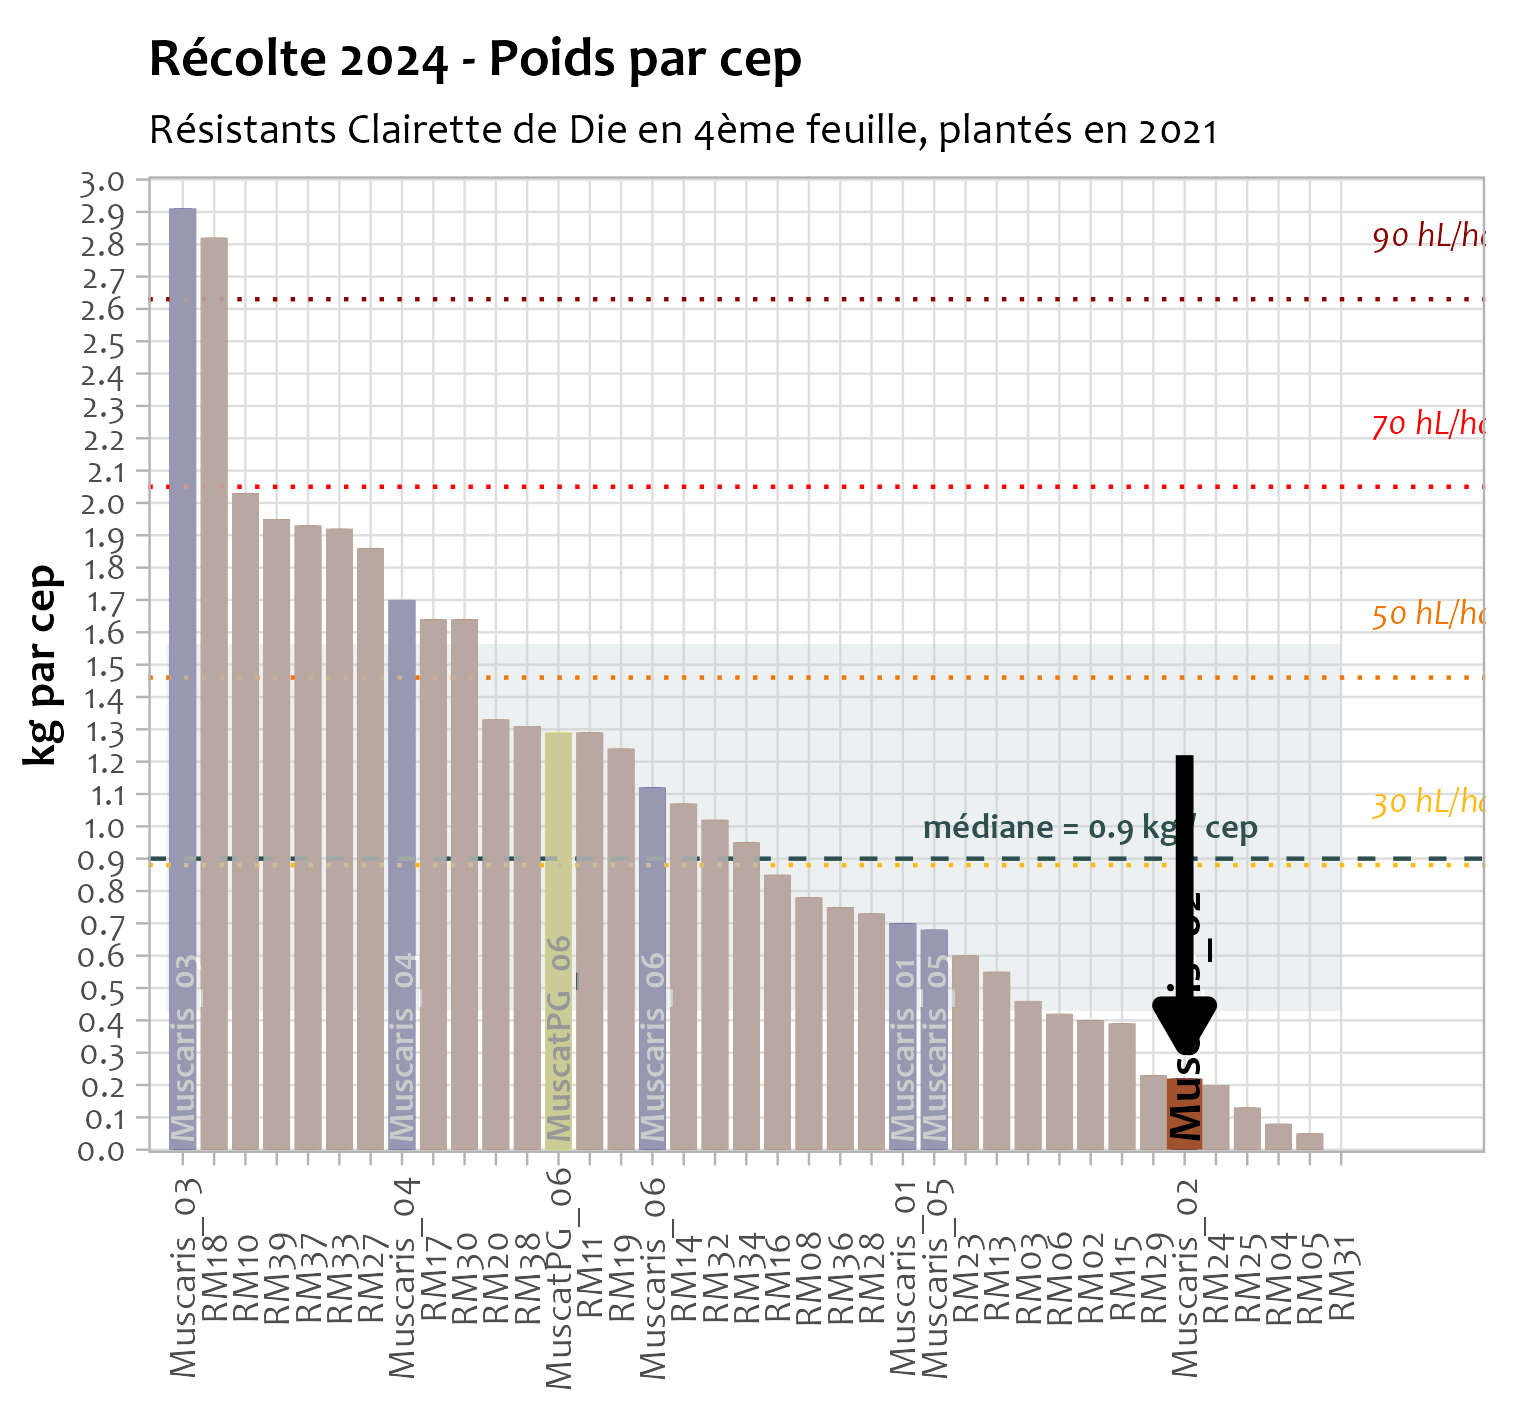 Récolte 2024 - Poids par cep
Résistants Clairette de Die en 4ème feuille, plantés en 2021
kg par cep
3.0
2.9
2.8
2.7
2.6
2.5
2.4
2.3
2.2
2.1
2.0
1.9
1.8
1.7
1.6
1.5
1.4
1.3
1.2
1.1
1.0
0.9
0.8
0.7
0.6
0.5
0.4
0.3
0.2
0.1
0.0
90 hL/ha
70 hL/ha
50 hL/ha
30 hL/ha
médiane = 0.9 kg / cep
Muscaris_03
Muscaris_04
MuscatPG_06
Muscaris_06
Muscaris_01
Muscaris_05
Muscaris_02
Muscaris_03
RM18
RM10
RM39
RM37
RM33
RM27
Muscaris_04
RM17
RM30
RM20
RM38
MuscatPG_06
RM11
RM19
Muscaris_06
RM14
RM32
RM34
RM16
RM08
RM36
RM28
Muscaris_01
Muscaris_05
RM23
RM13
RM03
RM06
RM02
RM15
RM29
Muscaris_02
RM24
RM25
RM04
RM05
RM31